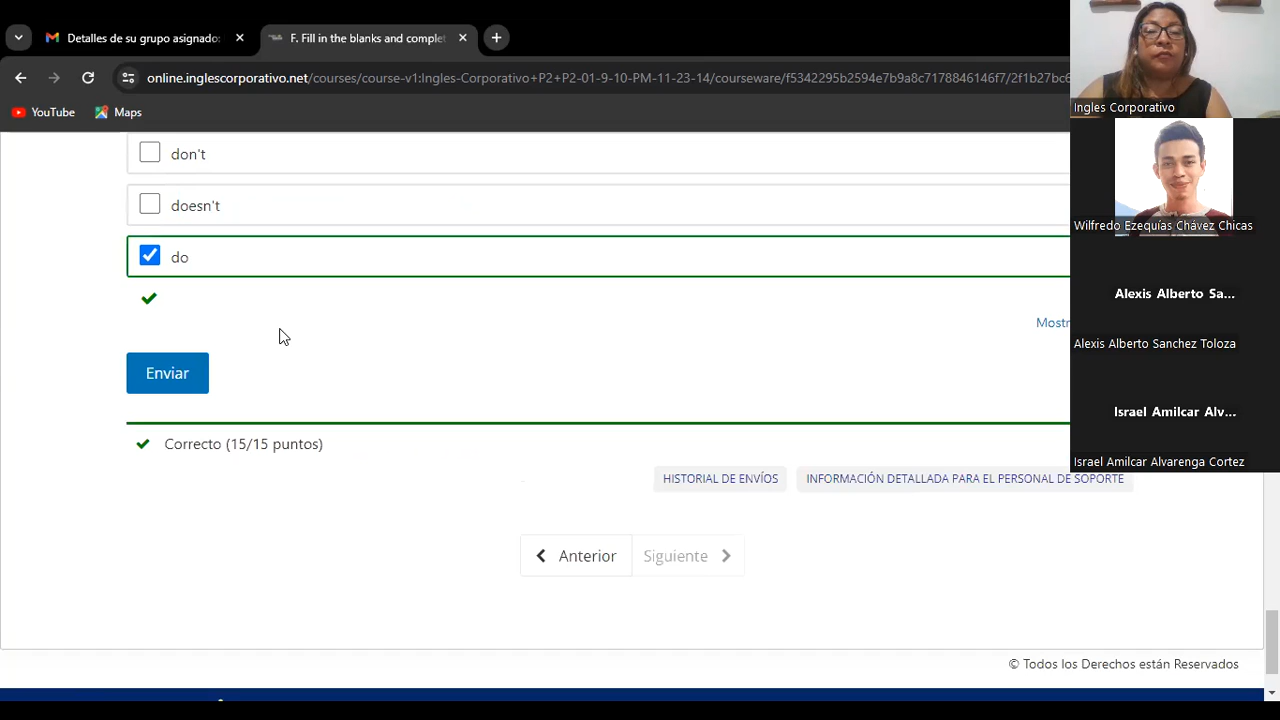 Detalles de su grupo asignado:
F. Fill in the blanks and complet
online.inglescorporativo.net/courses/course-v1:Ingles-Corporativo+P2+P2-01-9-10-PM-11-23-14/courseware/f5342295b2594e7b9a8c7178846146f7/2f1b27bc6
YouTube
Maps
don't
doesn't
do
Mostr
Enviar
Correcto (15/15 puntos)
HISTORIAL DE ENVÍOS
INFORMACIÓN DETALLADA PARA EL PERSONAL DE SOPORTE
Anterior
Siguiente
© Todos los Derechos están Reservados
Ingles Corporativo
Wilfredo Ezequías Chávez Chicas
Alexis Alberto Sa...
Alexis Alberto Sanchez Toloza
Israel Amilcar Alv...
Israel Amilcar Alvarenga Cortez